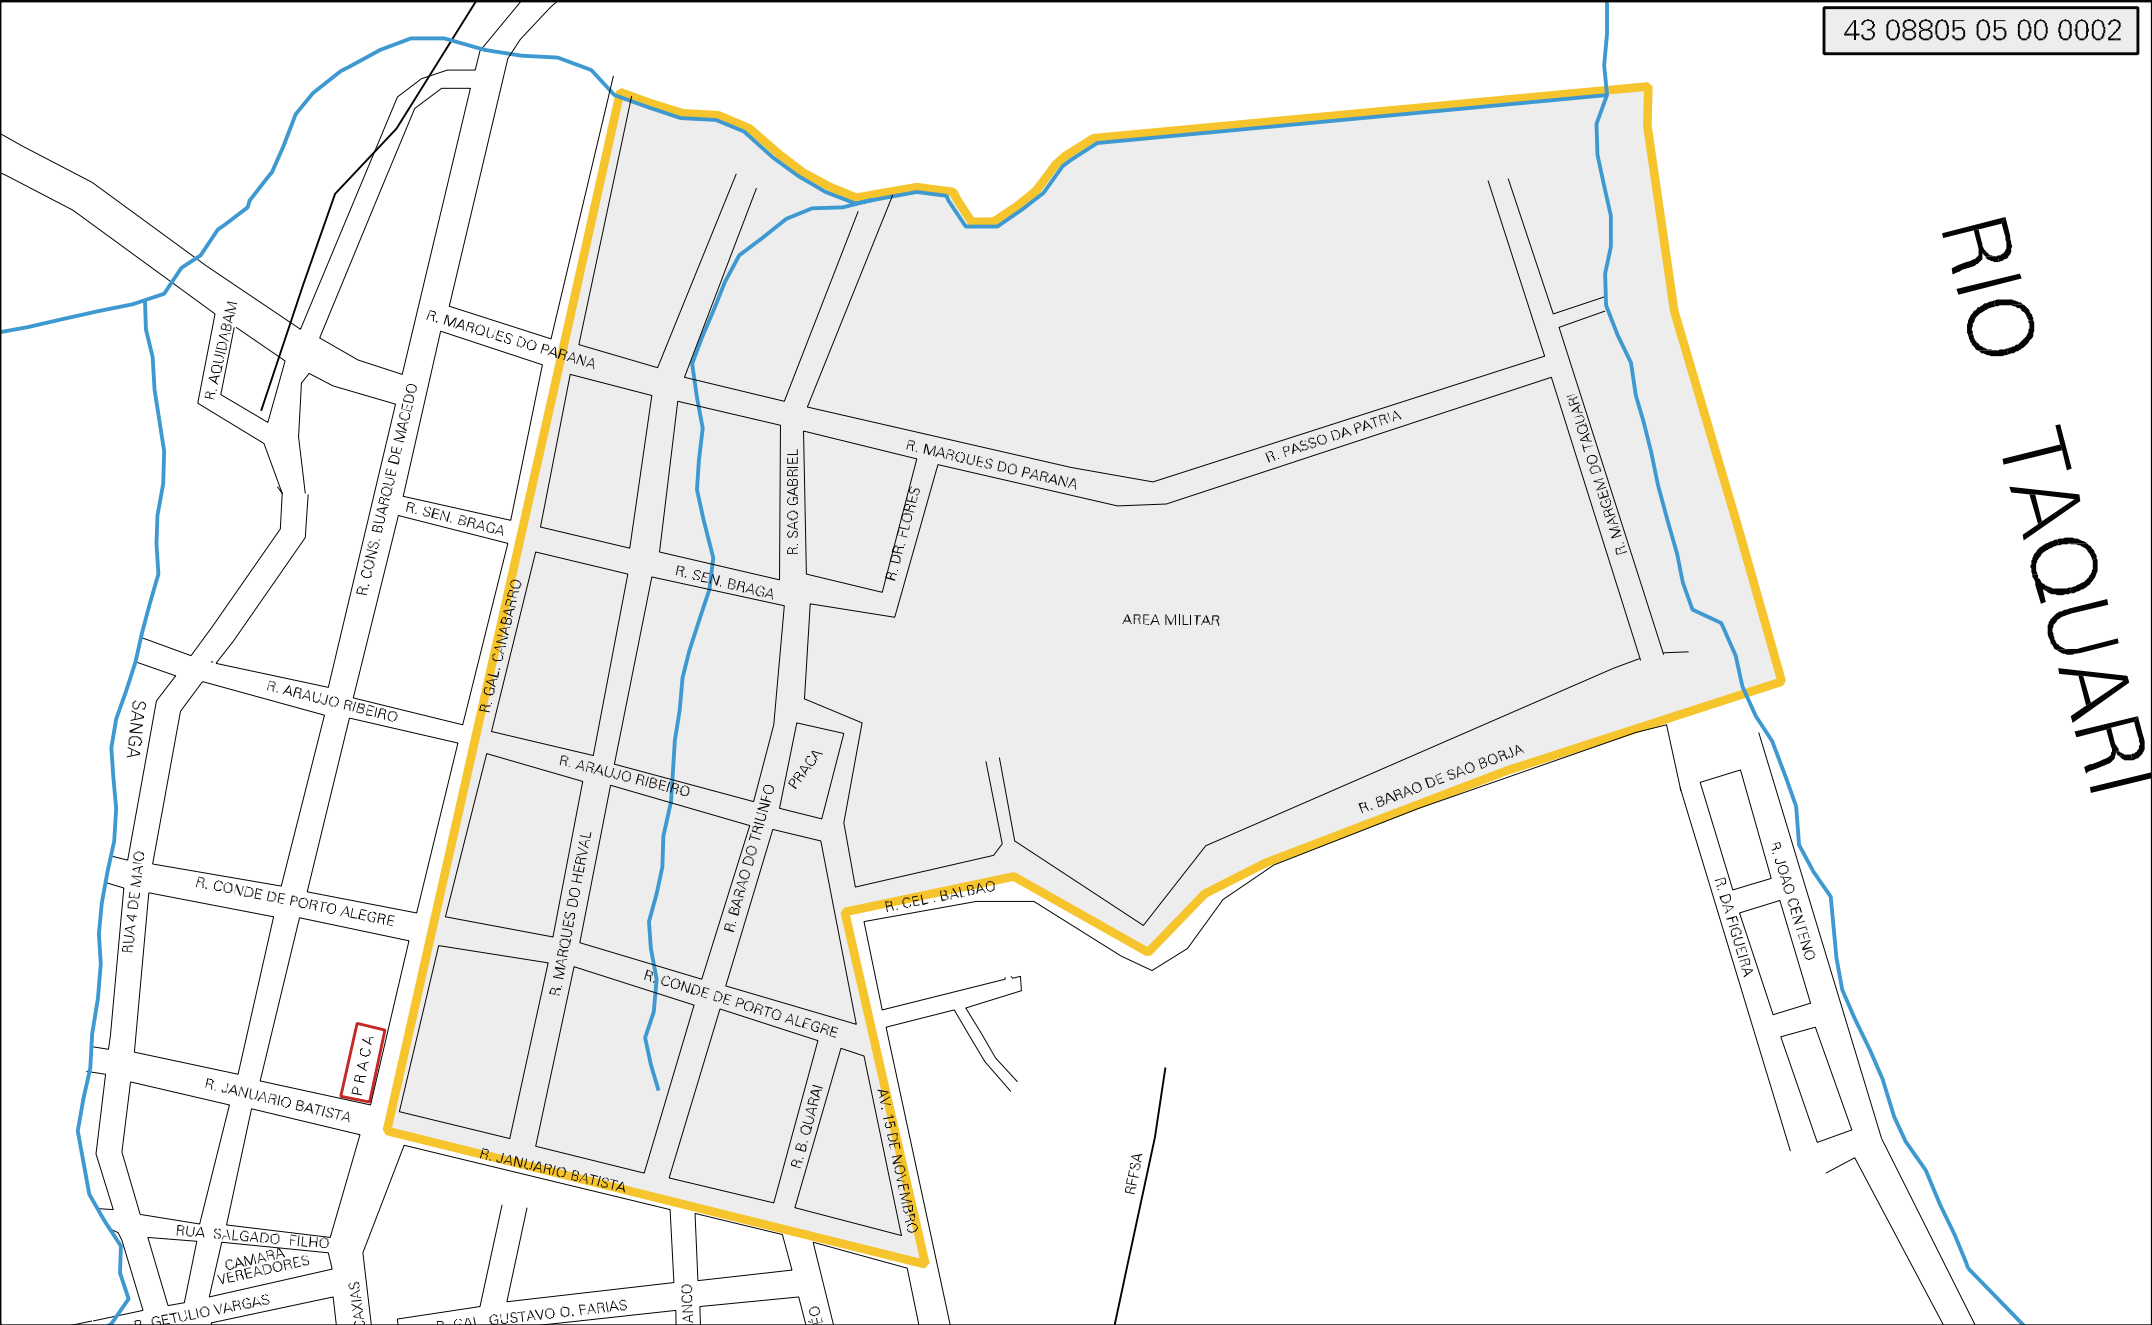 43 08805 05 00 0002
RIO TAQUARI
R. AQUIDABAM
R. MARQUES DO PARANA
R. CONS. BUARQUE DE MACEDO
R. SEN. BRAGA
R. GAL. CANABARRO
R. SAO GABRIEL
R. DR. FLORES
R. MARQUES DO PARANA
R. PASSO DA PATRIA
R. MARGEM DO TAQUARI
R. SEN. BRAGA
AREA MILITAR
R. ARAUJO RIBEIRO
SANGA
R. ARAUJO RIBEIRO
PRACA
R. BARAO DO TRIUNFO
R. MARQUES DO HERVAL
R. BARAO DE SAO BORJA
R. CEL. BALBAO
R. CONDE DE PORTO ALEGRE
RUA 4 DE MAIO
R. CONDE DE PORTO ALEGRE
R. JOAO CENTENO
R. DA FIGUEIRA
PRACA
R. JANUARIO BATISTA
R. B. QUARAI
AV. 15 DE NOVEMBRO
R. JANUARIO BATISTA
RFFSA
RUA SALGADO FILHO
CAMARA
VEREADORES
R. GETULIO VARGAS
CAXIAS
R. GAL. GUSTAVO O. FARIAS
ANCO